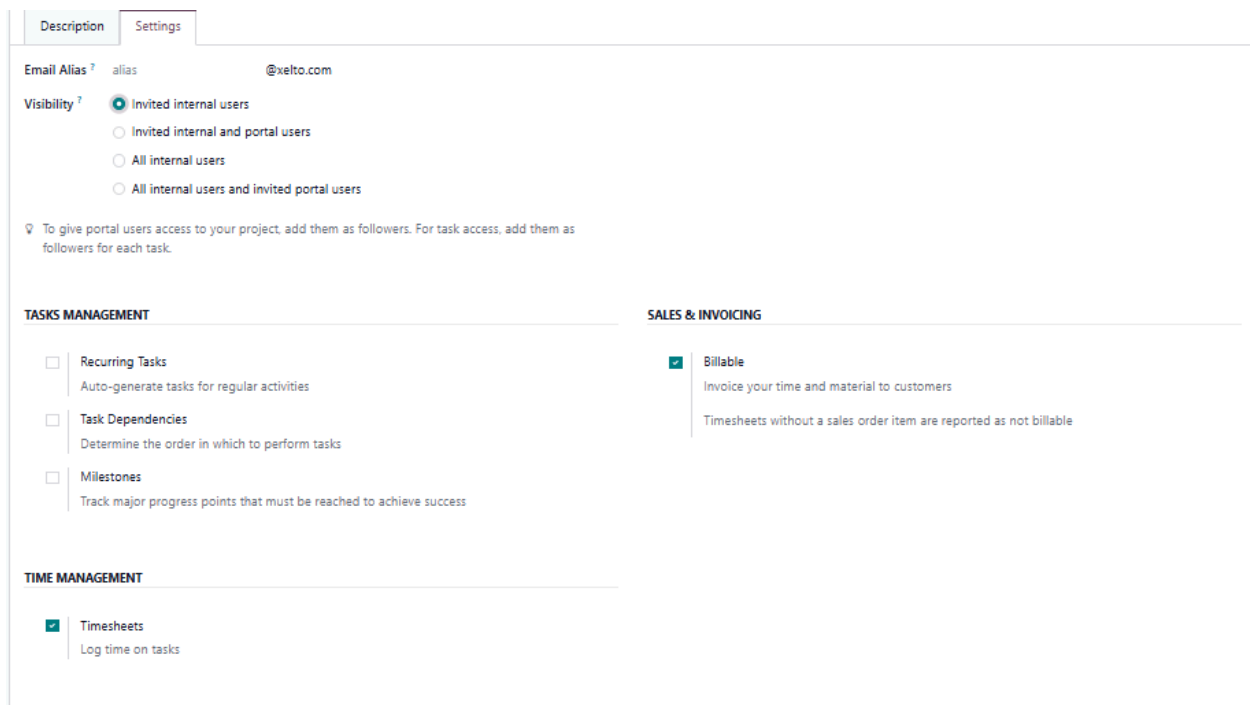 Description Settings
Email Alias ? alias @xelto.com
Visibility ? Invited internal users
Invited internal and portal users
All internal users
All internal users and invited portal users
To give portal users access to your project, add them as followers. For task access, add them as
followers for each task.
TASKS MANAGEMENT
Recurring Tasks
Auto-generate tasks for regular activities
Task Dependencies
Determine the order in which to perform tasks
Milestones
Track major progress points that must be reached to achieve success
SALES & INVOICING
Billable
Invoice your time and material to customers
Timesheets without a sales order item are reported as not billable
TIME MANAGEMENT
Timesheets
Log time on tasks